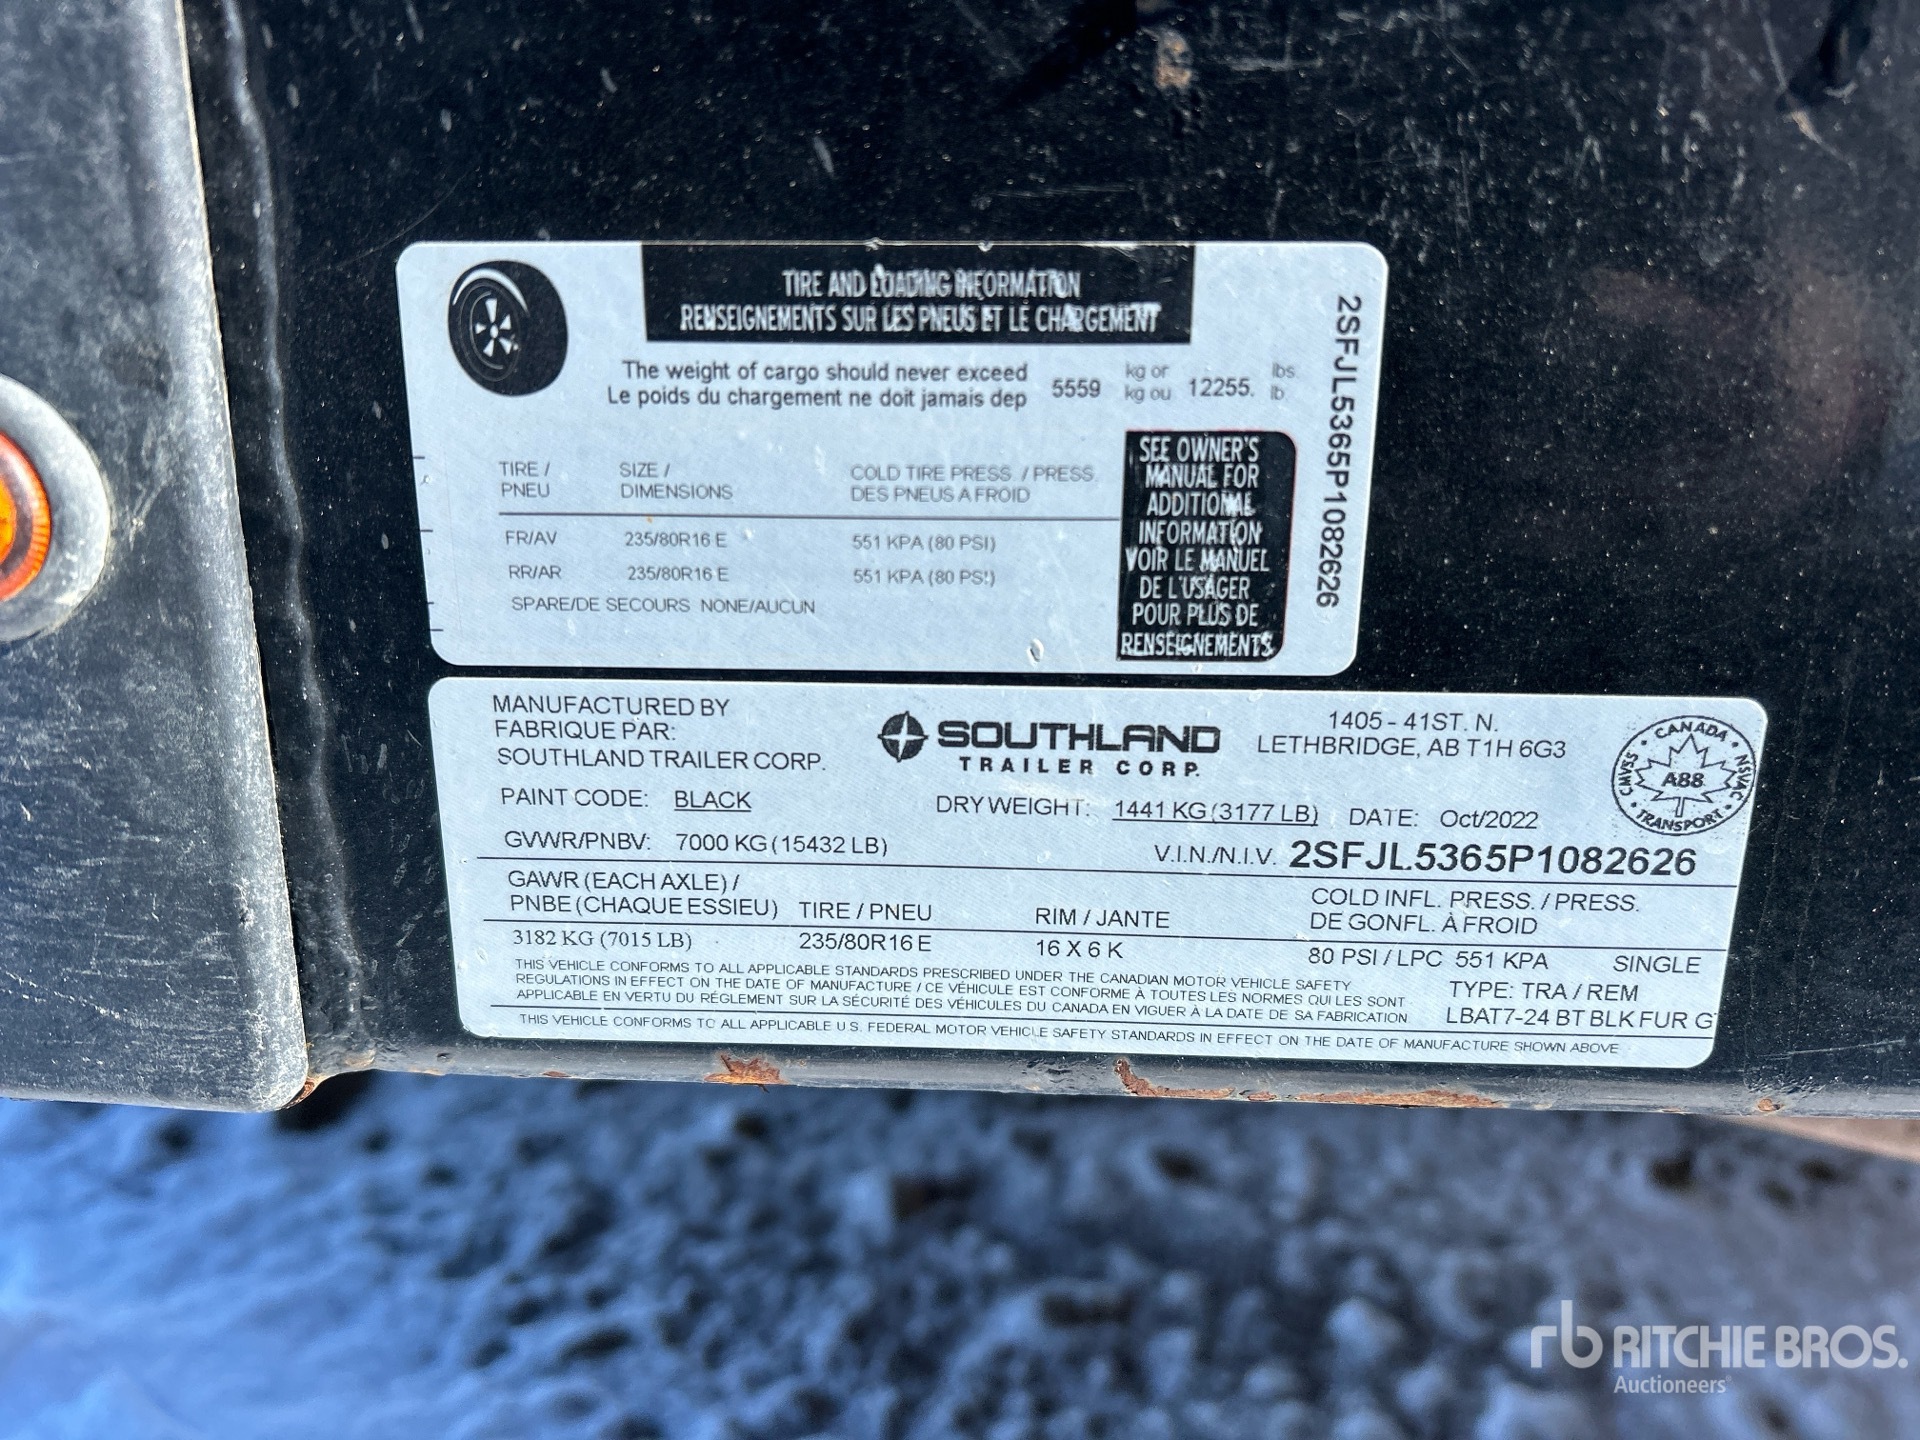 TIRE AND LOADING INFORMATION
RENSEIGNEMENTS SUR LES PNEUS ET LE CHARGEMENT
The weight of cargo should never exceed 5559 kg or 12255. lbs.
Le poids du chargement ne doit jamais dep kg ou lb
TIRE / SIZE / COLD TIRE PRESS. / PRESS.
PNEU DIMENSIONS DES PNEUS A FROID
FR/AV 235/80R16 E 551 KPA (80 PSI)
RR/AR 235/80R16 E 551 KPA (80 PSI)
SPARE/DE SECOURS NONE/AUCUN
SEE OWNER'S
MANUAL FOR
ADDITIONAL
INFORMATION
VOIR LE MANUEL
DE L'USAGER
POUR PLUS DE
RENSEIGNEMENTS
2SFJL5365P1082626
MANUFACTURED BY
FABRIQUE PAR:
SOUTHLAND TRAILER CORP.
SOUTHLAND
TRAILER CORP.
1405 - 41ST. N.
LETHBRIDGE, AB T1H 6G3
CANADA
CMVSS A88 NSVAC
TRANSPORT
PAINT CODE: BLACK DRY WEIGHT: 1441 KG (3177 LB) DATE: Oct/2022
GVWR/PNBV: 7000 KG (15432 LB) V.I.N./N.I.V. 2SFJL5365P1082626
GAWR (EACH AXLE) / COLD INFL. PRESS. / PRESS.
PNBE (CHAQUE ESSIEU) TIRE / PNEU RIM / JANTE DE GONFL. À FROID
3182 KG (7015 LB) 235/80R16 E 16 X 6 K 80 PSI / LPC 551 KPA SINGLE
THIS VEHICLE CONFORMS TO ALL APPLICABLE STANDARDS PRESCRIBED UNDER THE CANADIAN MOTOR VEHICLE SAFETY
REGULATIONS IN EFFECT ON THE DATE OF MANUFACTURE / CE VÉHICULE EST CONFORME À TOUTES LES NORMES QUI LES SONT
APPLICABLE EN VERTU DU RÉGLEMENT SUR LA SÉCURITÉ DES VÉHICULES DU CANADA EN VIGUER À LA DATE DE SA FABRICATION
TYPE: TRA / REM
LBAT7-24 BT BLK FUR G
THIS VEHICLE CONFORMS TO ALL APPLICABLE U.S. FEDERAL MOTOR VEHICLE SAFETY STANDARDS IN EFFECT ON THE DATE OF MANUFACTURE SHOWN ABOVE
rb RITCHIE BROS.
Auctioneers